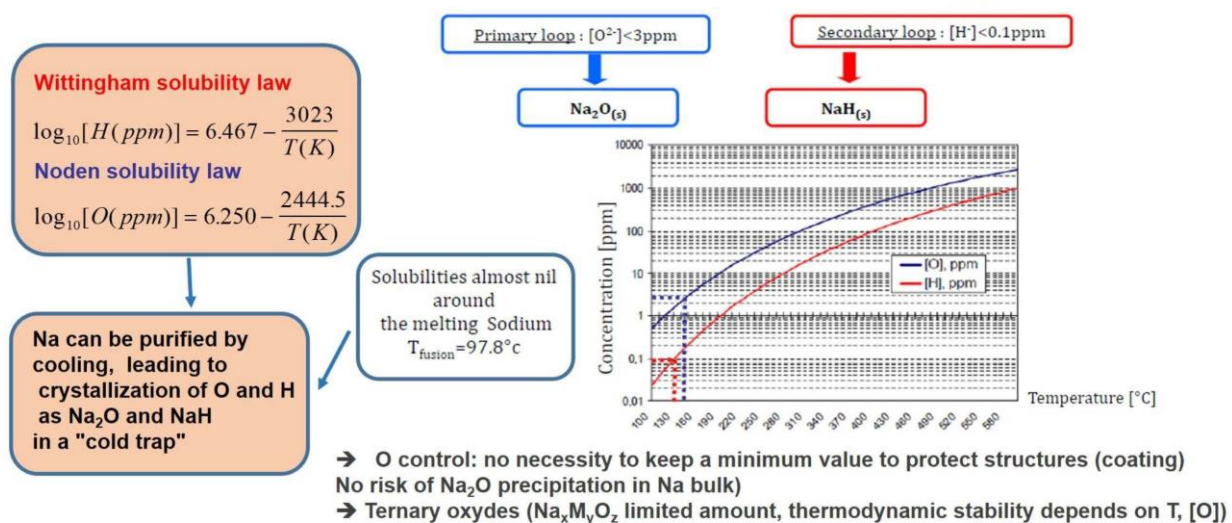 Primary loop : [O²⁻]<3ppm
Secondary loop : [H⁻]<0.1ppm
Na₂O₍ₛ₎
NaH₍ₛ₎
Wittingham solubility law
log₁₀[H(ppm)] = 6.467 − 3023/T(K)
Noden solubility law
log₁₀[O(ppm)] = 6.250 − 2444.5/T(K)
Solubilities almost nil
around
the melting Sodium
T_fusion=97.8°c
Na can be purified by
cooling, leading to
crystallization of O and H
as Na₂O and NaH
in a "cold trap"
Concentration [ppm]
10000
1000
100
10
1
0,1
0,01
[O], ppm
[H], ppm
100 130 160 190 220 250 280 310 340 370 400 430 460 490 520 550 580
Temperature [°C]
➔ O control: no necessity to keep a minimum value to protect structures (coating)
No risk of Na₂O precipitation in Na bulk)
➔ Ternary oxydes (NaₓMᵧO_z limited amount, thermodynamic stability depends on T, [O])